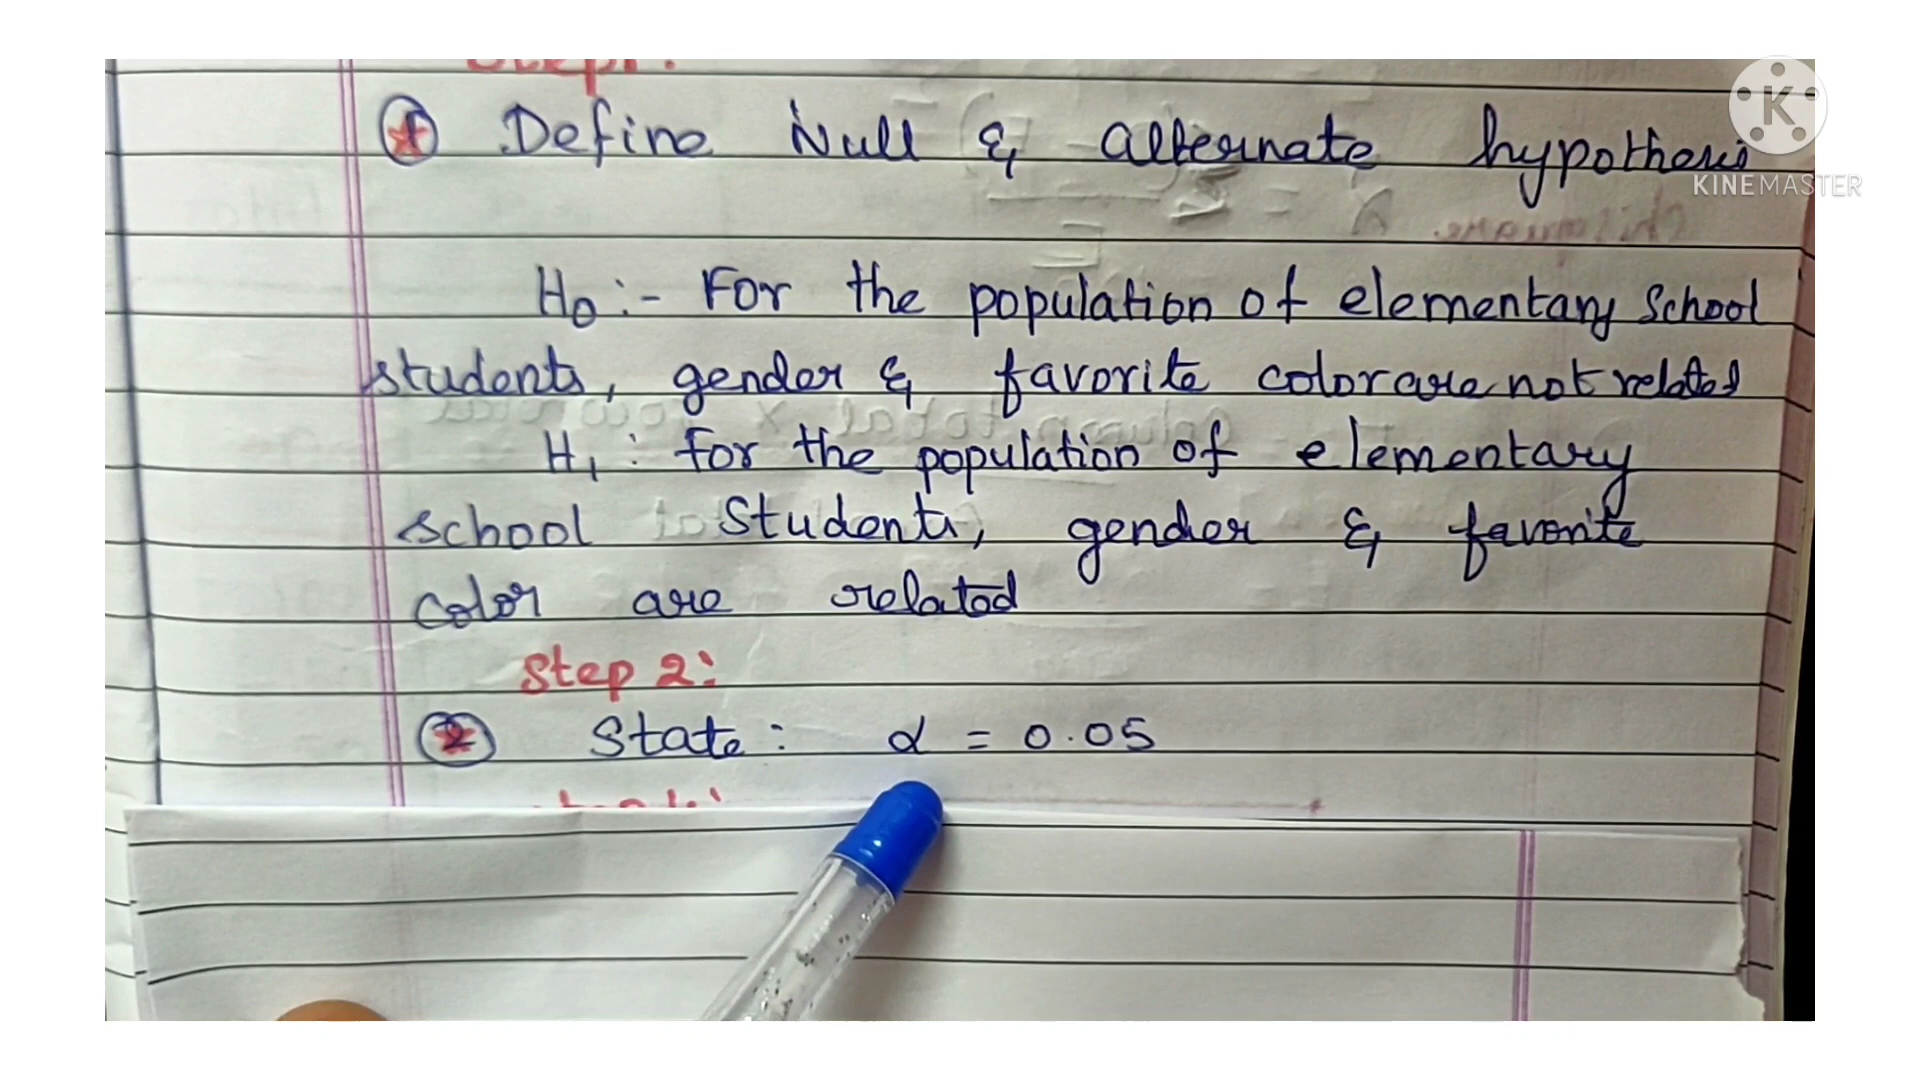 Step1:
① Define Null & alternate hypothesis
H0 :- For the population of elementary School
students, gender & favorite color are not related
H1 : for the population of elementary
school Students, gender & favorite
color are related
Step 2:
② State : α = 0.05
K
KINEMASTER